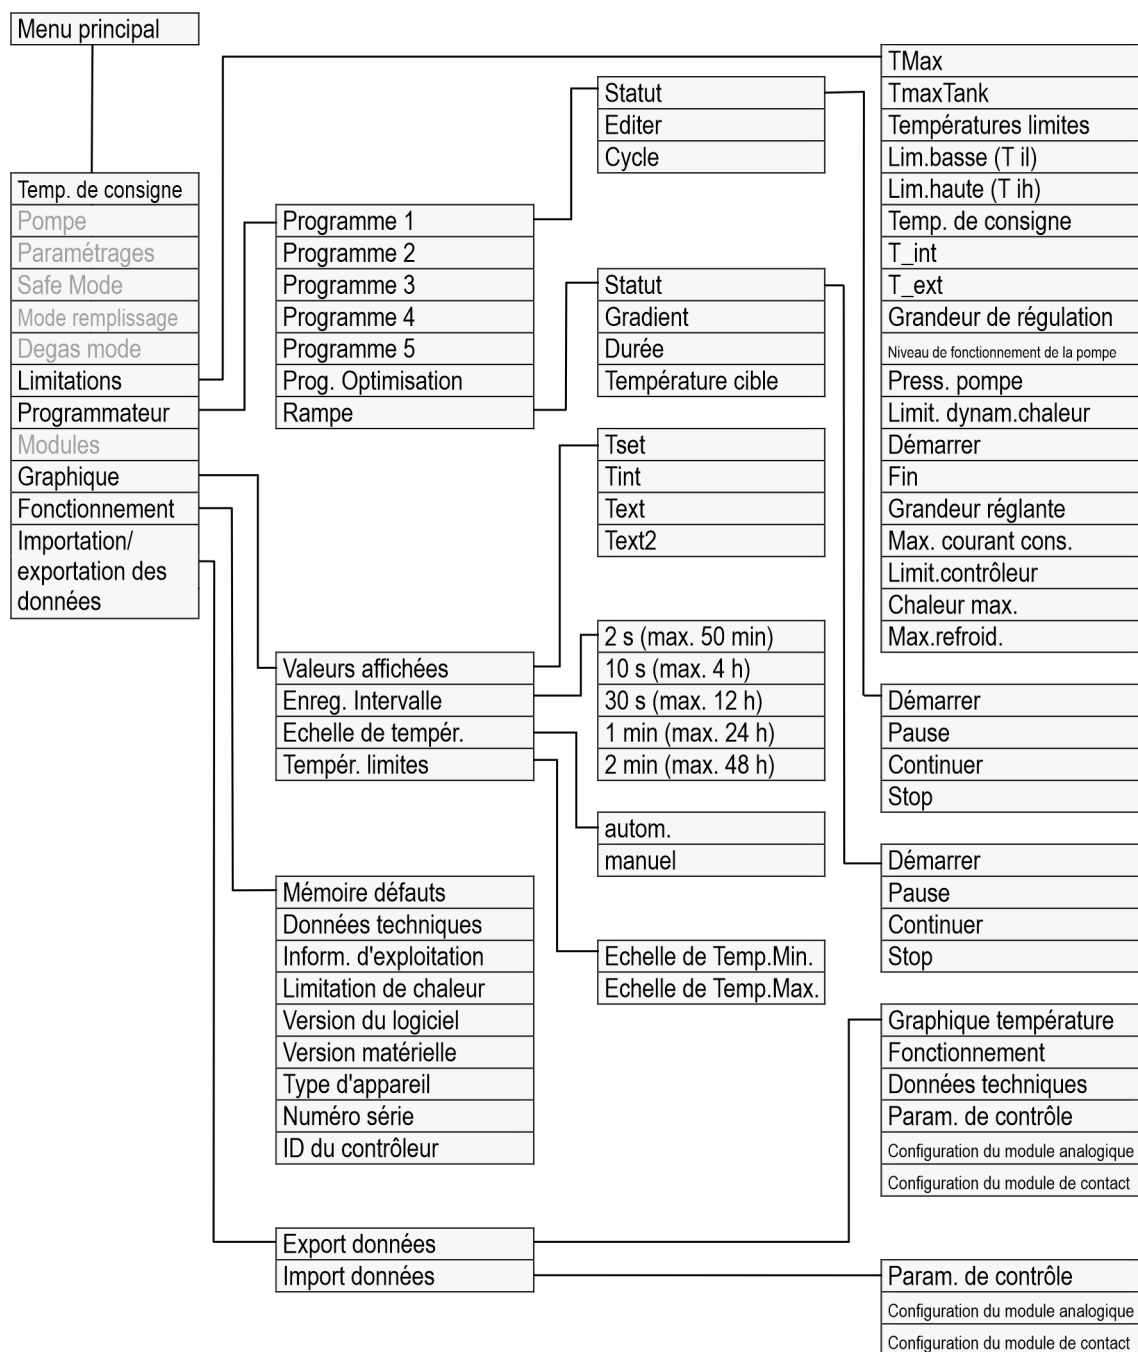 Menu principal
Temp. de consigne
Pompe
Paramétrages
Safe Mode
Mode remplissage
Degas mode
Limitations
Programmateur
Modules
Graphique
Fonctionnement
Importation/
exportation des
données
Programme 1
Programme 2
Programme 3
Programme 4
Programme 5
Prog. Optimisation
Rampe
Valeurs affichées
Enreg. Intervalle
Echelle de tempér.
Tempér. limites
Mémoire défauts
Données techniques
Inform. d'exploitation
Limitation de chaleur
Version du logiciel
Version matérielle
Type d'appareil
Numéro série
ID du contrôleur
Export données
Import données
Statut
Editer
Cycle
Statut
Gradient
Durée
Température cible
Tset
Tint
Text
Text2
2 s (max. 50 min)
10 s (max. 4 h)
30 s (max. 12 h)
1 min (max. 24 h)
2 min (max. 48 h)
autom.
manuel
Echelle de Temp.Min.
Echelle de Temp.Max.
TMax
TmaxTank
Températures limites
Lim.basse (T il)
Lim.haute (T ih)
Temp. de consigne
T_int
T_ext
Grandeur de régulation
Niveau de fonctionnement de la pompe
Press. pompe
Limit. dynam.chaleur
Démarrer
Fin
Grandeur réglante
Max. courant cons.
Limit.contrôleur
Chaleur max.
Max.refroid.
Démarrer
Pause
Continuer
Stop
Démarrer
Pause
Continuer
Stop
Graphique température
Fonctionnement
Données techniques
Param. de contrôle
Configuration du module analogique
Configuration du module de contact
Param. de contrôle
Configuration du module analogique
Configuration du module de contact